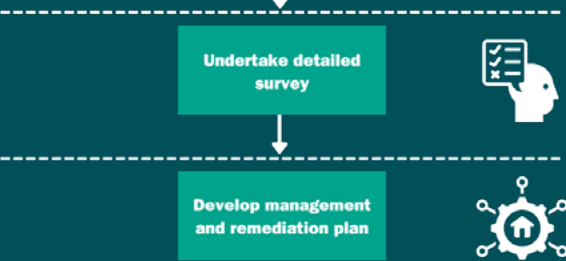 Undertake detailed
survey
Develop management
and remediation plan